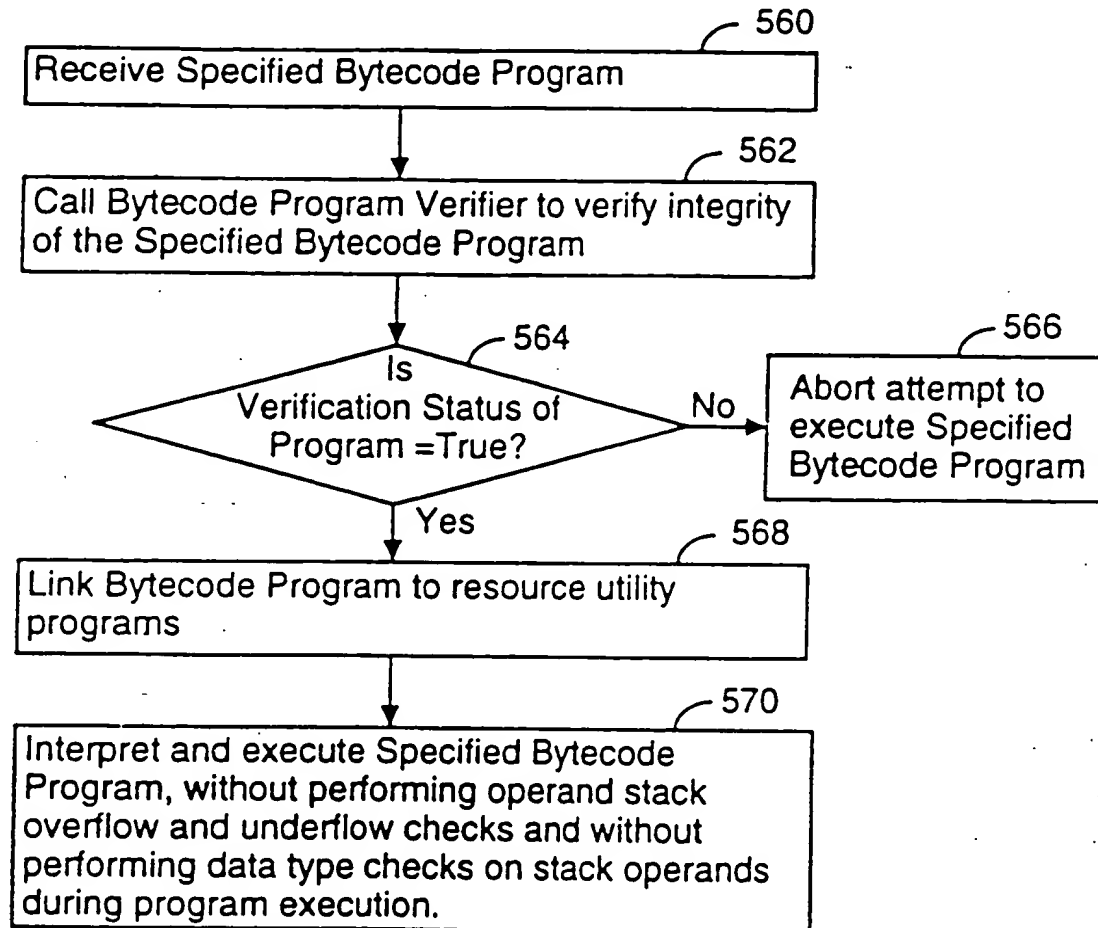 560
Receive Specified Bytecode Program
562
Call Bytecode Program Verifier to verify integrity
of the Specified Bytecode Program
564
Is
Verification Status of
Program =True?
No
566
Abort attempt to
execute Specified
Bytecode Program
Yes
568
Link Bytecode Program to resource utility
programs
570
Interpret and execute Specified Bytecode
Program, without performing operand stack
overflow and underflow checks and without
performing data type checks on stack operands
during program execution.